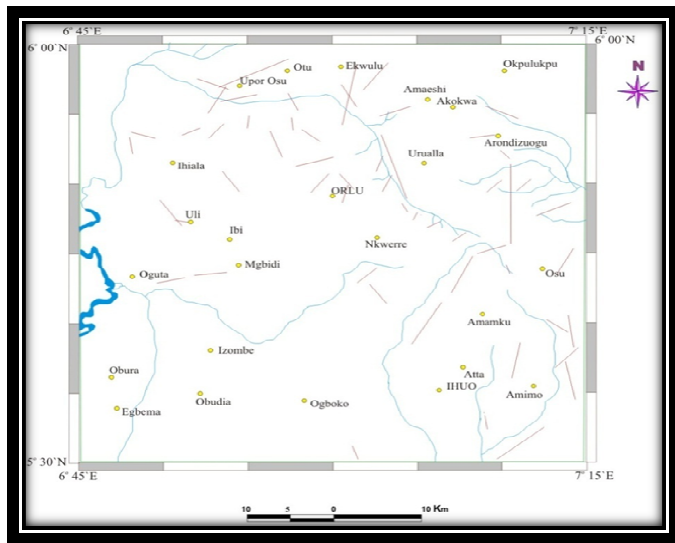 6° 45'E
7° 15'E
6° 00'N
6° 00'N
N
Otu
Ekwulu
Okpulukpu
Upor Osu
Amaeshi
Akokwa
Arondizuogu
Urualla
Ihiala
ORLU
Uli
Ibi
Nkwerre
Mgbidi
Oguta
Osu
Amamku
Izombe
Obura
Atta
IHUO
Amimo
Obudia
Ogboko
Egbema
5° 30'N
6° 45'E
7° 15'E
10 5 0 10 Km